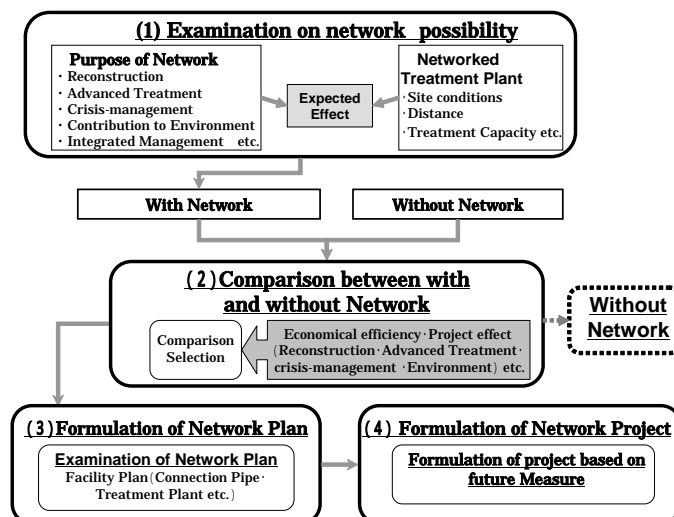 (1) Examination on network possibility
Purpose of Network
・Reconstruction
・Advanced Treatment
・Crisis-management
・Contribution to Environment
・Integrated Management etc.
Expected
Effect
Networked
Treatment Plant
·Site conditions
·Distance
·Treatment Capacity etc.
With Network
Without Network
(2)Comparison between with
and without Network
Comparison
Selection
Economical efficiency·Project effect
(Reconstruction·Advanced Treatment·
crisis-management ·Environment) etc.
Without
Network
(3)Formulation of Network Plan
Examination of Network Plan
Facility Plan(Connection Pipe·
Treatment Plant etc.)
(4) Formulation of Network Project
Formulation of project based on
future Measure